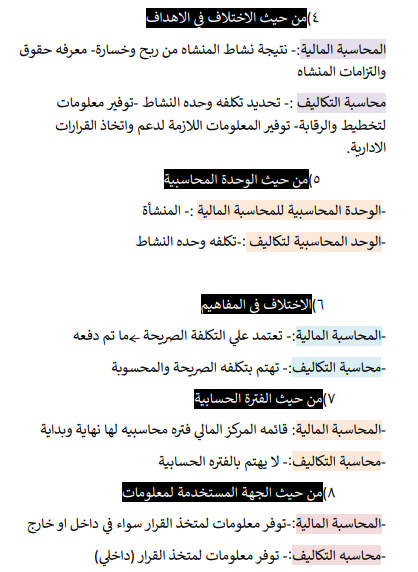 ٤)من حيث الاختلاف في الاهداف
المحاسبة المالية:- نتيجة نشاط المنشاه من ربح وخسارة- معرفه حقوق
والتزامات المنشاه
محاسبة التكاليف :- تحديد تكلفه وحده النشاط -توفير معلومات
لتخطيط والرقابة- توفير المعلومات اللازمة لدعم واتخاذ القرارات
الادارية.
٥)من حيث الوحدة المحاسبية
-الوحدة المحاسبية للمحاسبة المالية :- المنشأة
-الوحد المحاسبية لتكاليف :-تكلفه وحده النشاط
٦)الاختلاف في المفاهيم
-المحاسبة المالية:- تعتمد علي التكلفة الصريحة ←ما تم دفعه
-محاسبة التكاليف:- تهتم بتكلفه الصريحة والمحسوبة
٧)من حيث الفترة الحسابية
-المحاسبة المالية: قائمه المركز المالي فتره محاسبيه لها نهاية وبداية
-محاسبة التكاليف:- لا يهتم بالفتره الحسابية
٨)من حيث الجهة المستخدمة لمعلومات
-المحاسبة المالية:-توفر معلومات لمتخذ القرار سواء في داخل او خارج
-محاسبه التكاليف:- توفر معلومات لمتخذ القرار (داخلي)